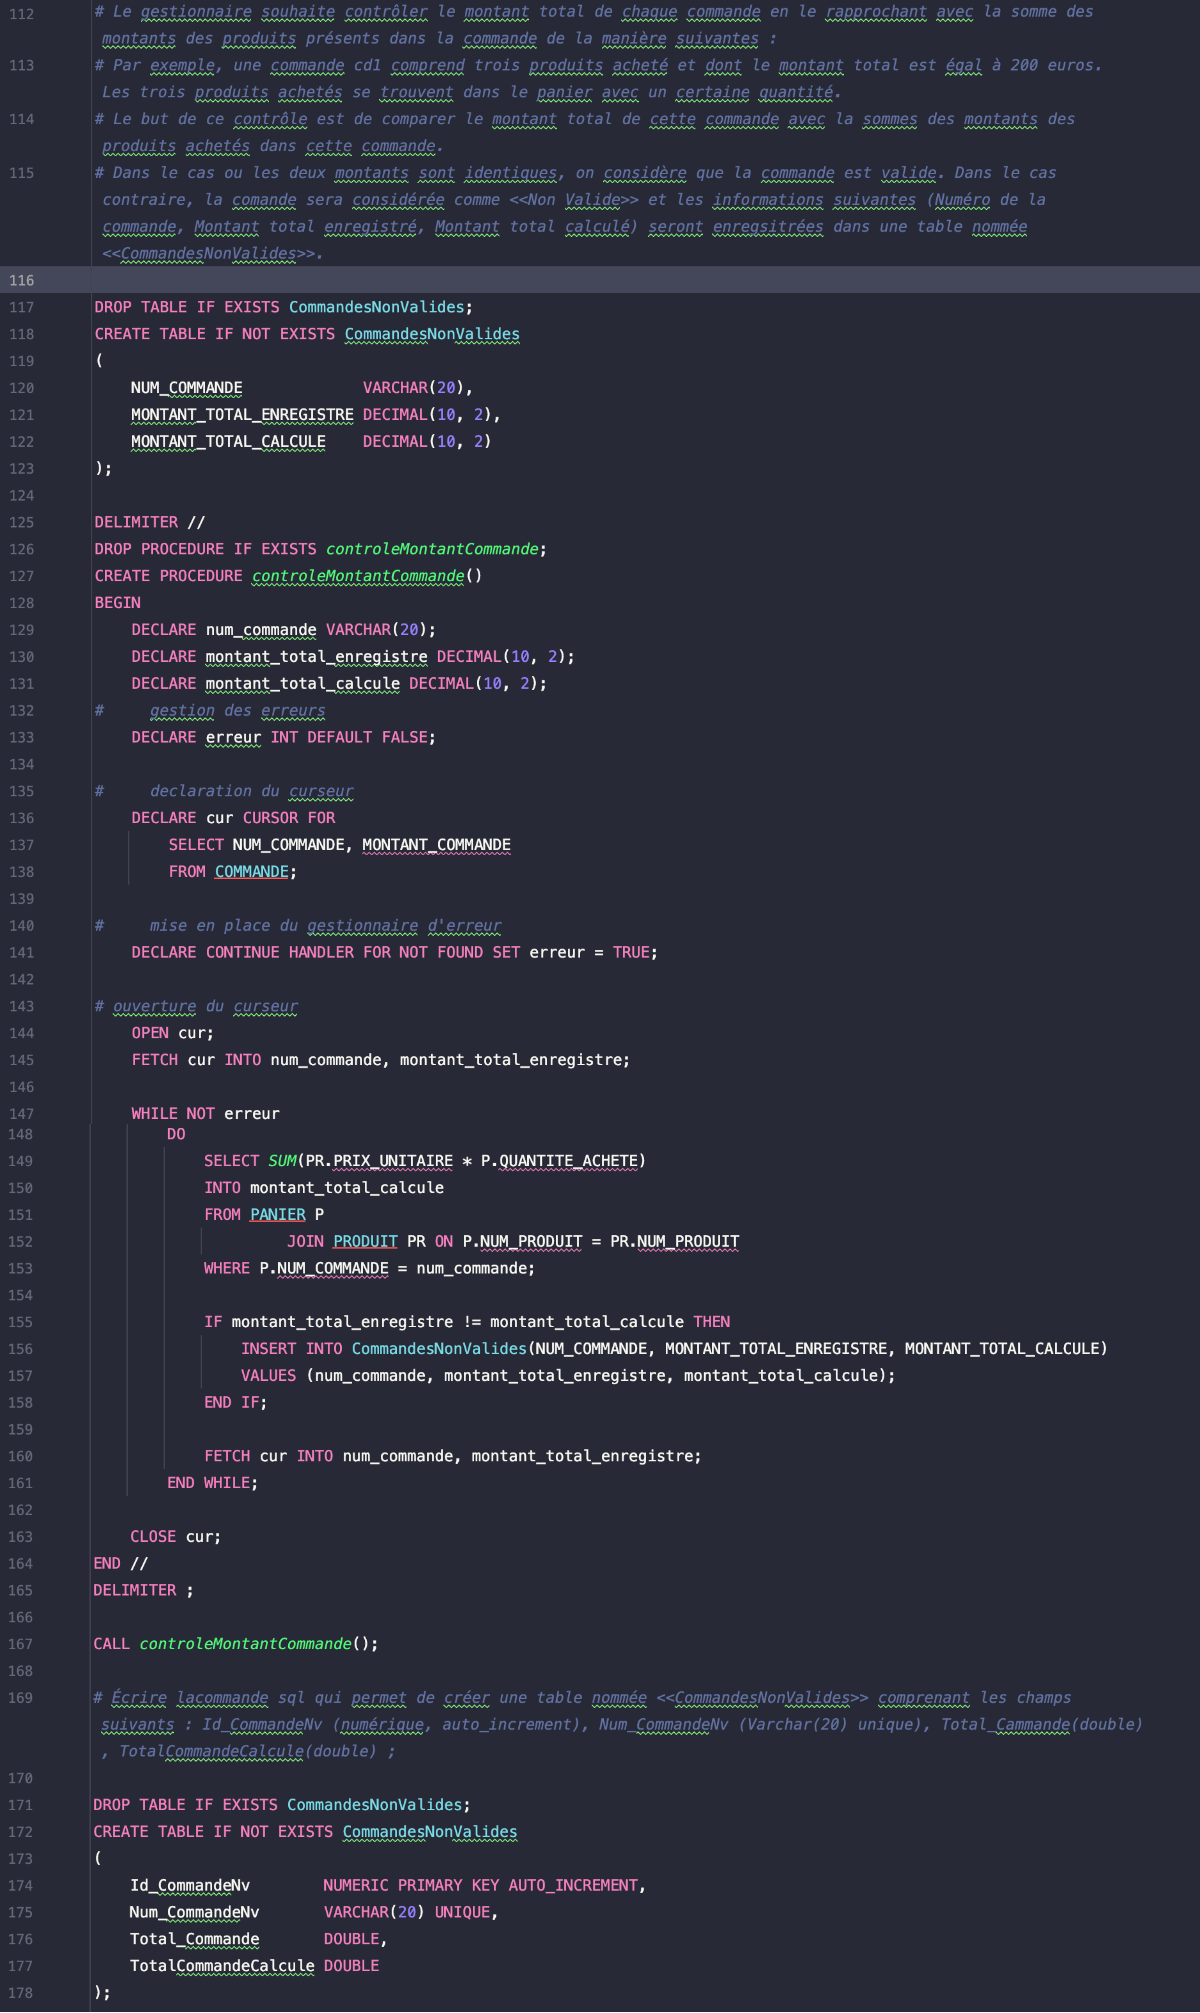 112 # Le gestionnaire souhaite contrôler le montant total de chaque commande en le rapprochant avec la somme des
montants des produits présents dans la commande de la manière suivantes :
113 # Par exemple, une commande cd1 comprend trois produits acheté et dont le montant total est égal à 200 euros.
Les trois produits achetés se trouvent dans le panier avec un certaine quantité.
114 # Le but de ce contrôle est de comparer le montant total de cette commande avec la sommes des montants des
produits achetés dans cette commande.
115 # Dans le cas ou les deux montants sont identiques, on considère que la commande est valide. Dans le cas
contraire, la comande sera considérée comme <<Non Valide>> et les informations suivantes (Numéro de la
commande, Montant total enregistré, Montant total calculé) seront enregsitrées dans une table nommée
<<CommandesNonValides>>.
116
117 DROP TABLE IF EXISTS CommandesNonValides;
118 CREATE TABLE IF NOT EXISTS CommandesNonValides
119 (
120 NUM_COMMANDE VARCHAR(20),
121 MONTANT_TOTAL_ENREGISTRE DECIMAL(10, 2),
122 MONTANT_TOTAL_CALCULE DECIMAL(10, 2)
123 );
124
125 DELIMITER //
126 DROP PROCEDURE IF EXISTS controleMontantCommande;
127 CREATE PROCEDURE controleMontantCommande()
128 BEGIN
129 DECLARE num_commande VARCHAR(20);
130 DECLARE montant_total_enregistre DECIMAL(10, 2);
131 DECLARE montant_total_calcule DECIMAL(10, 2);
132 # gestion des erreurs
133 DECLARE erreur INT DEFAULT FALSE;
134
135 # declaration du curseur
136 DECLARE cur CURSOR FOR
137 SELECT NUM_COMMANDE, MONTANT_COMMANDE
138 FROM COMMANDE;
139
140 # mise en place du gestionnaire d'erreur
141 DECLARE CONTINUE HANDLER FOR NOT FOUND SET erreur = TRUE;
142
143 # ouverture du curseur
144 OPEN cur;
145 FETCH cur INTO num_commande, montant_total_enregistre;
146
147 WHILE NOT erreur
148 DO
149 SELECT SUM(PR.PRIX_UNITAIRE * P.QUANTITE_ACHETE)
150 INTO montant_total_calcule
151 FROM PANIER P
152 JOIN PRODUIT PR ON P.NUM_PRODUIT = PR.NUM_PRODUIT
153 WHERE P.NUM_COMMANDE = num_commande;
154
155 IF montant_total_enregistre != montant_total_calcule THEN
156 INSERT INTO CommandesNonValides(NUM_COMMANDE, MONTANT_TOTAL_ENREGISTRE, MONTANT_TOTAL_CALCULE)
157 VALUES (num_commande, montant_total_enregistre, montant_total_calcule);
158 END IF;
159
160 FETCH cur INTO num_commande, montant_total_enregistre;
161 END WHILE;
162
163 CLOSE cur;
164 END //
165 DELIMITER ;
166
167 CALL controleMontantCommande();
168
169 # Écrire lacommande sql qui permet de créer une table nommée <<CommandesNonValides>> comprenant les champs
suivants : Id_CommandeNv (numérique, auto_increment), Num_CommandeNv (Varchar(20) unique), Total_Cammande(double)
, TotalCommandeCalcule(double) ;
170
171 DROP TABLE IF EXISTS CommandesNonValides;
172 CREATE TABLE IF NOT EXISTS CommandesNonValides
173 (
174 Id_CommandeNv NUMERIC PRIMARY KEY AUTO_INCREMENT,
175 Num_CommandeNv VARCHAR(20) UNIQUE,
176 Total_Commande DOUBLE,
177 TotalCommandeCalcule DOUBLE
178 );